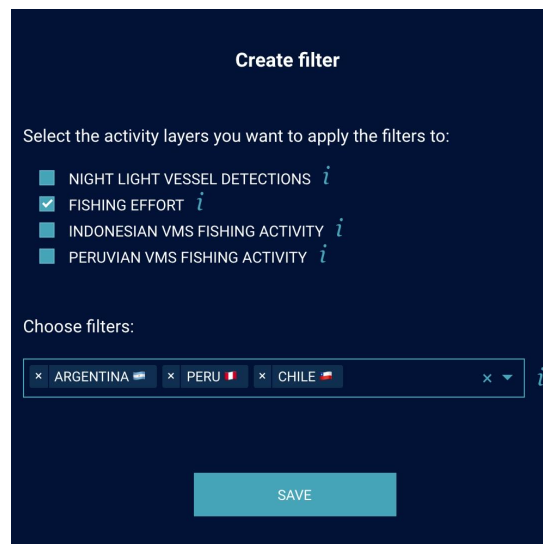 Create filter
Select the activity layers you want to apply the filters to:
NIGHT LIGHT VESSEL DETECTIONS i
FISHING EFFORT i
INDONESIAN VMS FISHING ACTIVITY i
PERUVIAN VMS FISHING ACTIVITY i
Choose filters:
× ARGENTINA 🇦🇷 × PERU 🇵🇪 × CHILE 🇨🇱 × i
SAVE